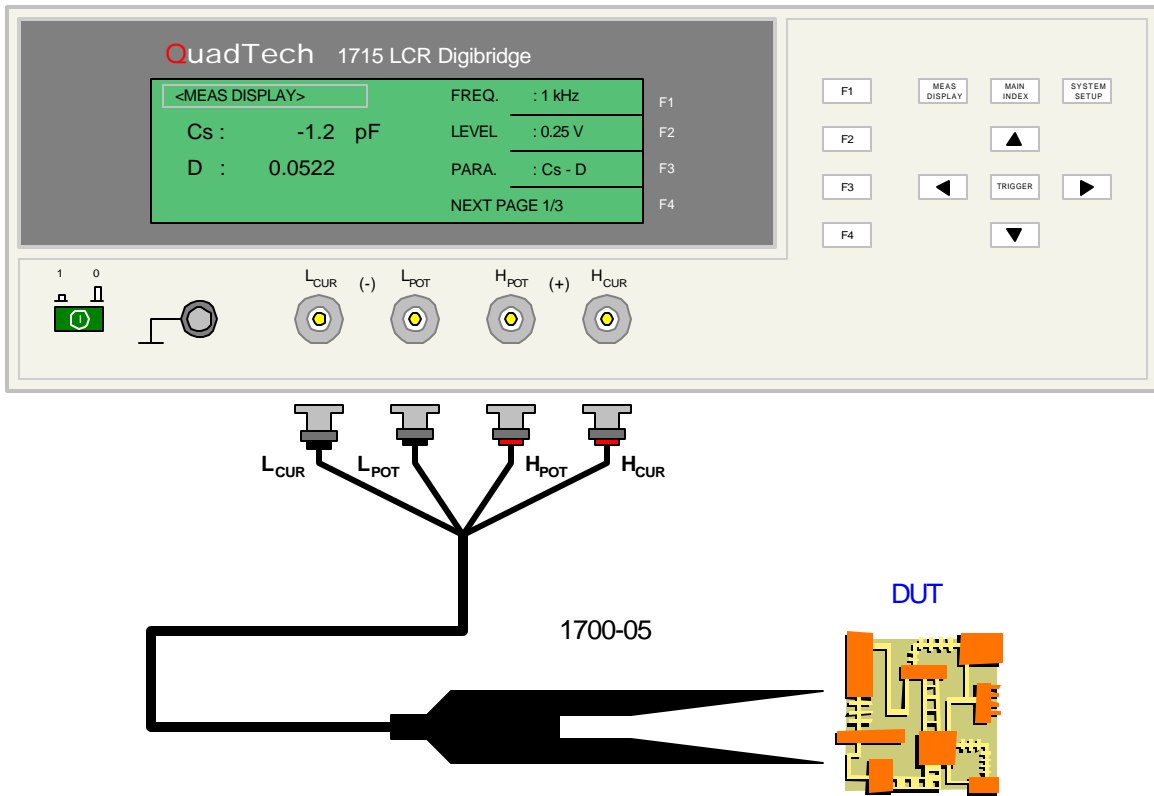 QuadTech 1715 LCR Digibridge
<MEAS DISPLAY>
FREQ. : 1 kHz
F1
Cs : -1.2 pF
LEVEL : 0.25 V
F2
D : 0.0522
PARA. : Cs - D
F3
NEXT PAGE 1/3
F4
F1
MEAS DISPLAY
MAIN INDEX
SYSTEM SETUP
F2
F3
TRIGGER
F4
1 0
LCUR (-) LPOT HPOT (+) HCUR
LCUR LPOT HPOT HCUR
DUT
1700-05